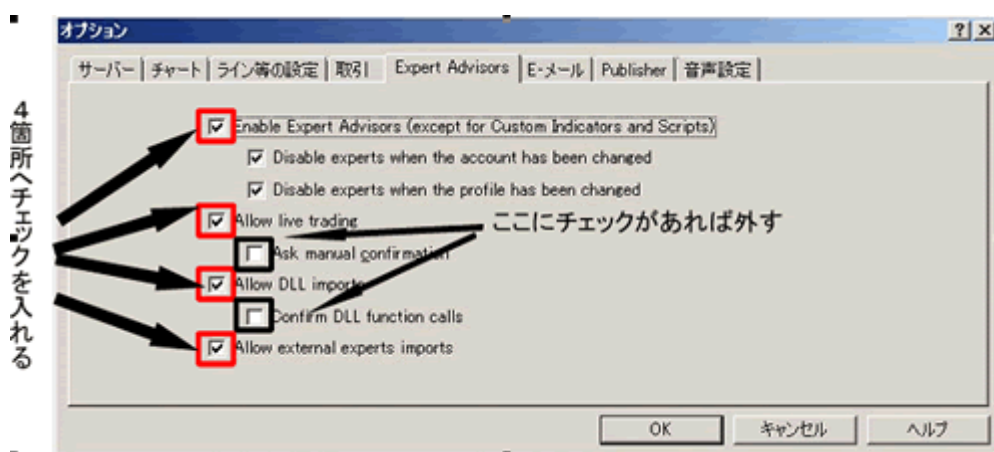 オプション
サーバー チャート ライン等の設定 取引 Expert Advisors E-メール Publisher 音声設定
4箇所へチェックを入れる
Enable Expert Advisors (except for Custom Indicators and Scripts)
Disable experts when the account has been changed
Disable experts when the profile has been changed
Allow live trading
ここにチェックがあれば外す
Ask manual confirmation
Allow DLL imports
Confirm DLL function calls
Allow external experts imports
OK キャンセル ヘルプ